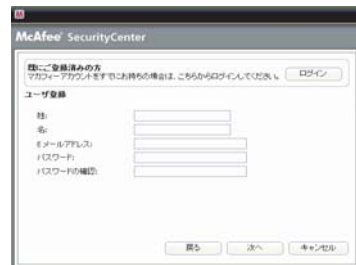 McAfee SecurityCenter
既にご登録済みの方
マカフィーアカウントをすでにお持ちの場合は、こちらからログインしてください。
ログイン
ユーザ登録
姓:
名:
Eメールアドレス:
パスワード:
パスワードの確認:
戻る
次へ
キャンセル